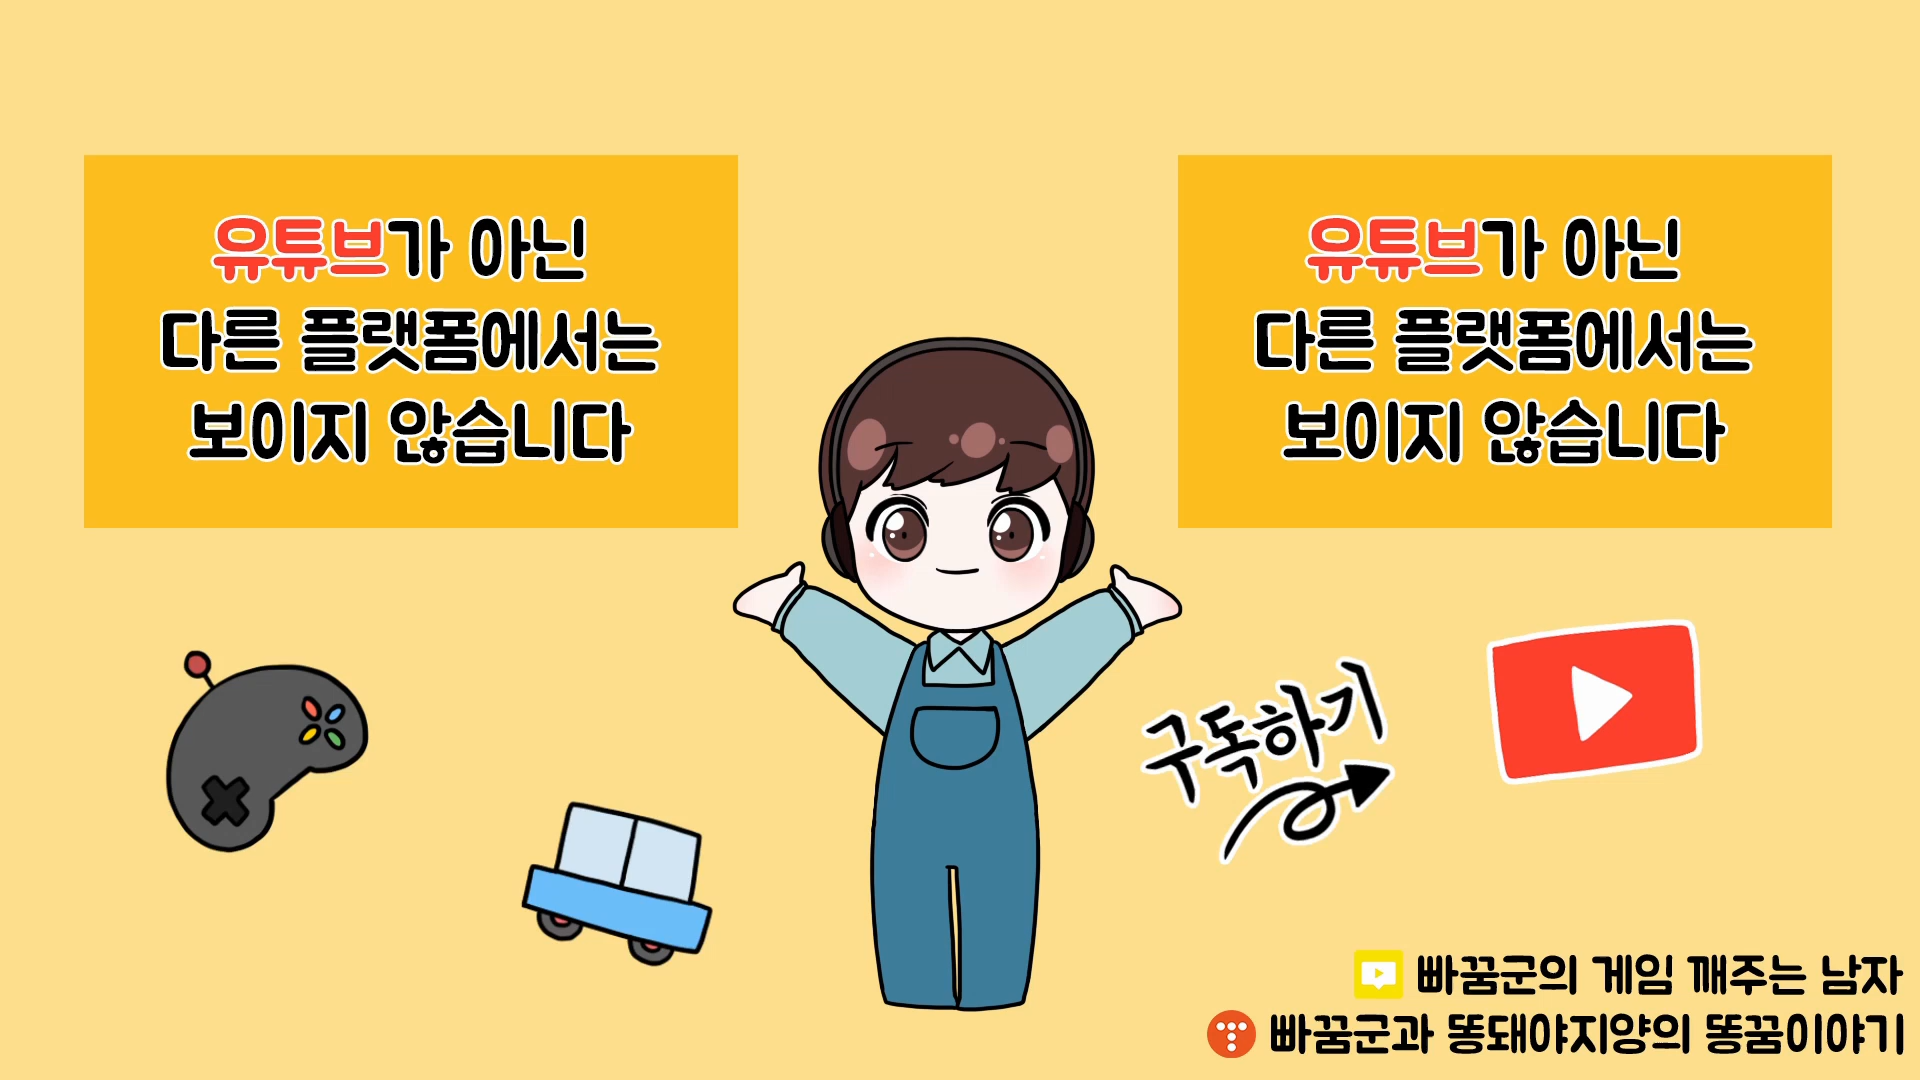 유튜브가 아닌
다른 플랫폼에서는
보이지 않습니다
유튜브가 아닌
다른 플랫폼에서는
보이지 않습니다
구독하기
빠꿈군의 게임 깨주는 남자
빠꿈군과 똥돼야지양의 똥꿈이야기